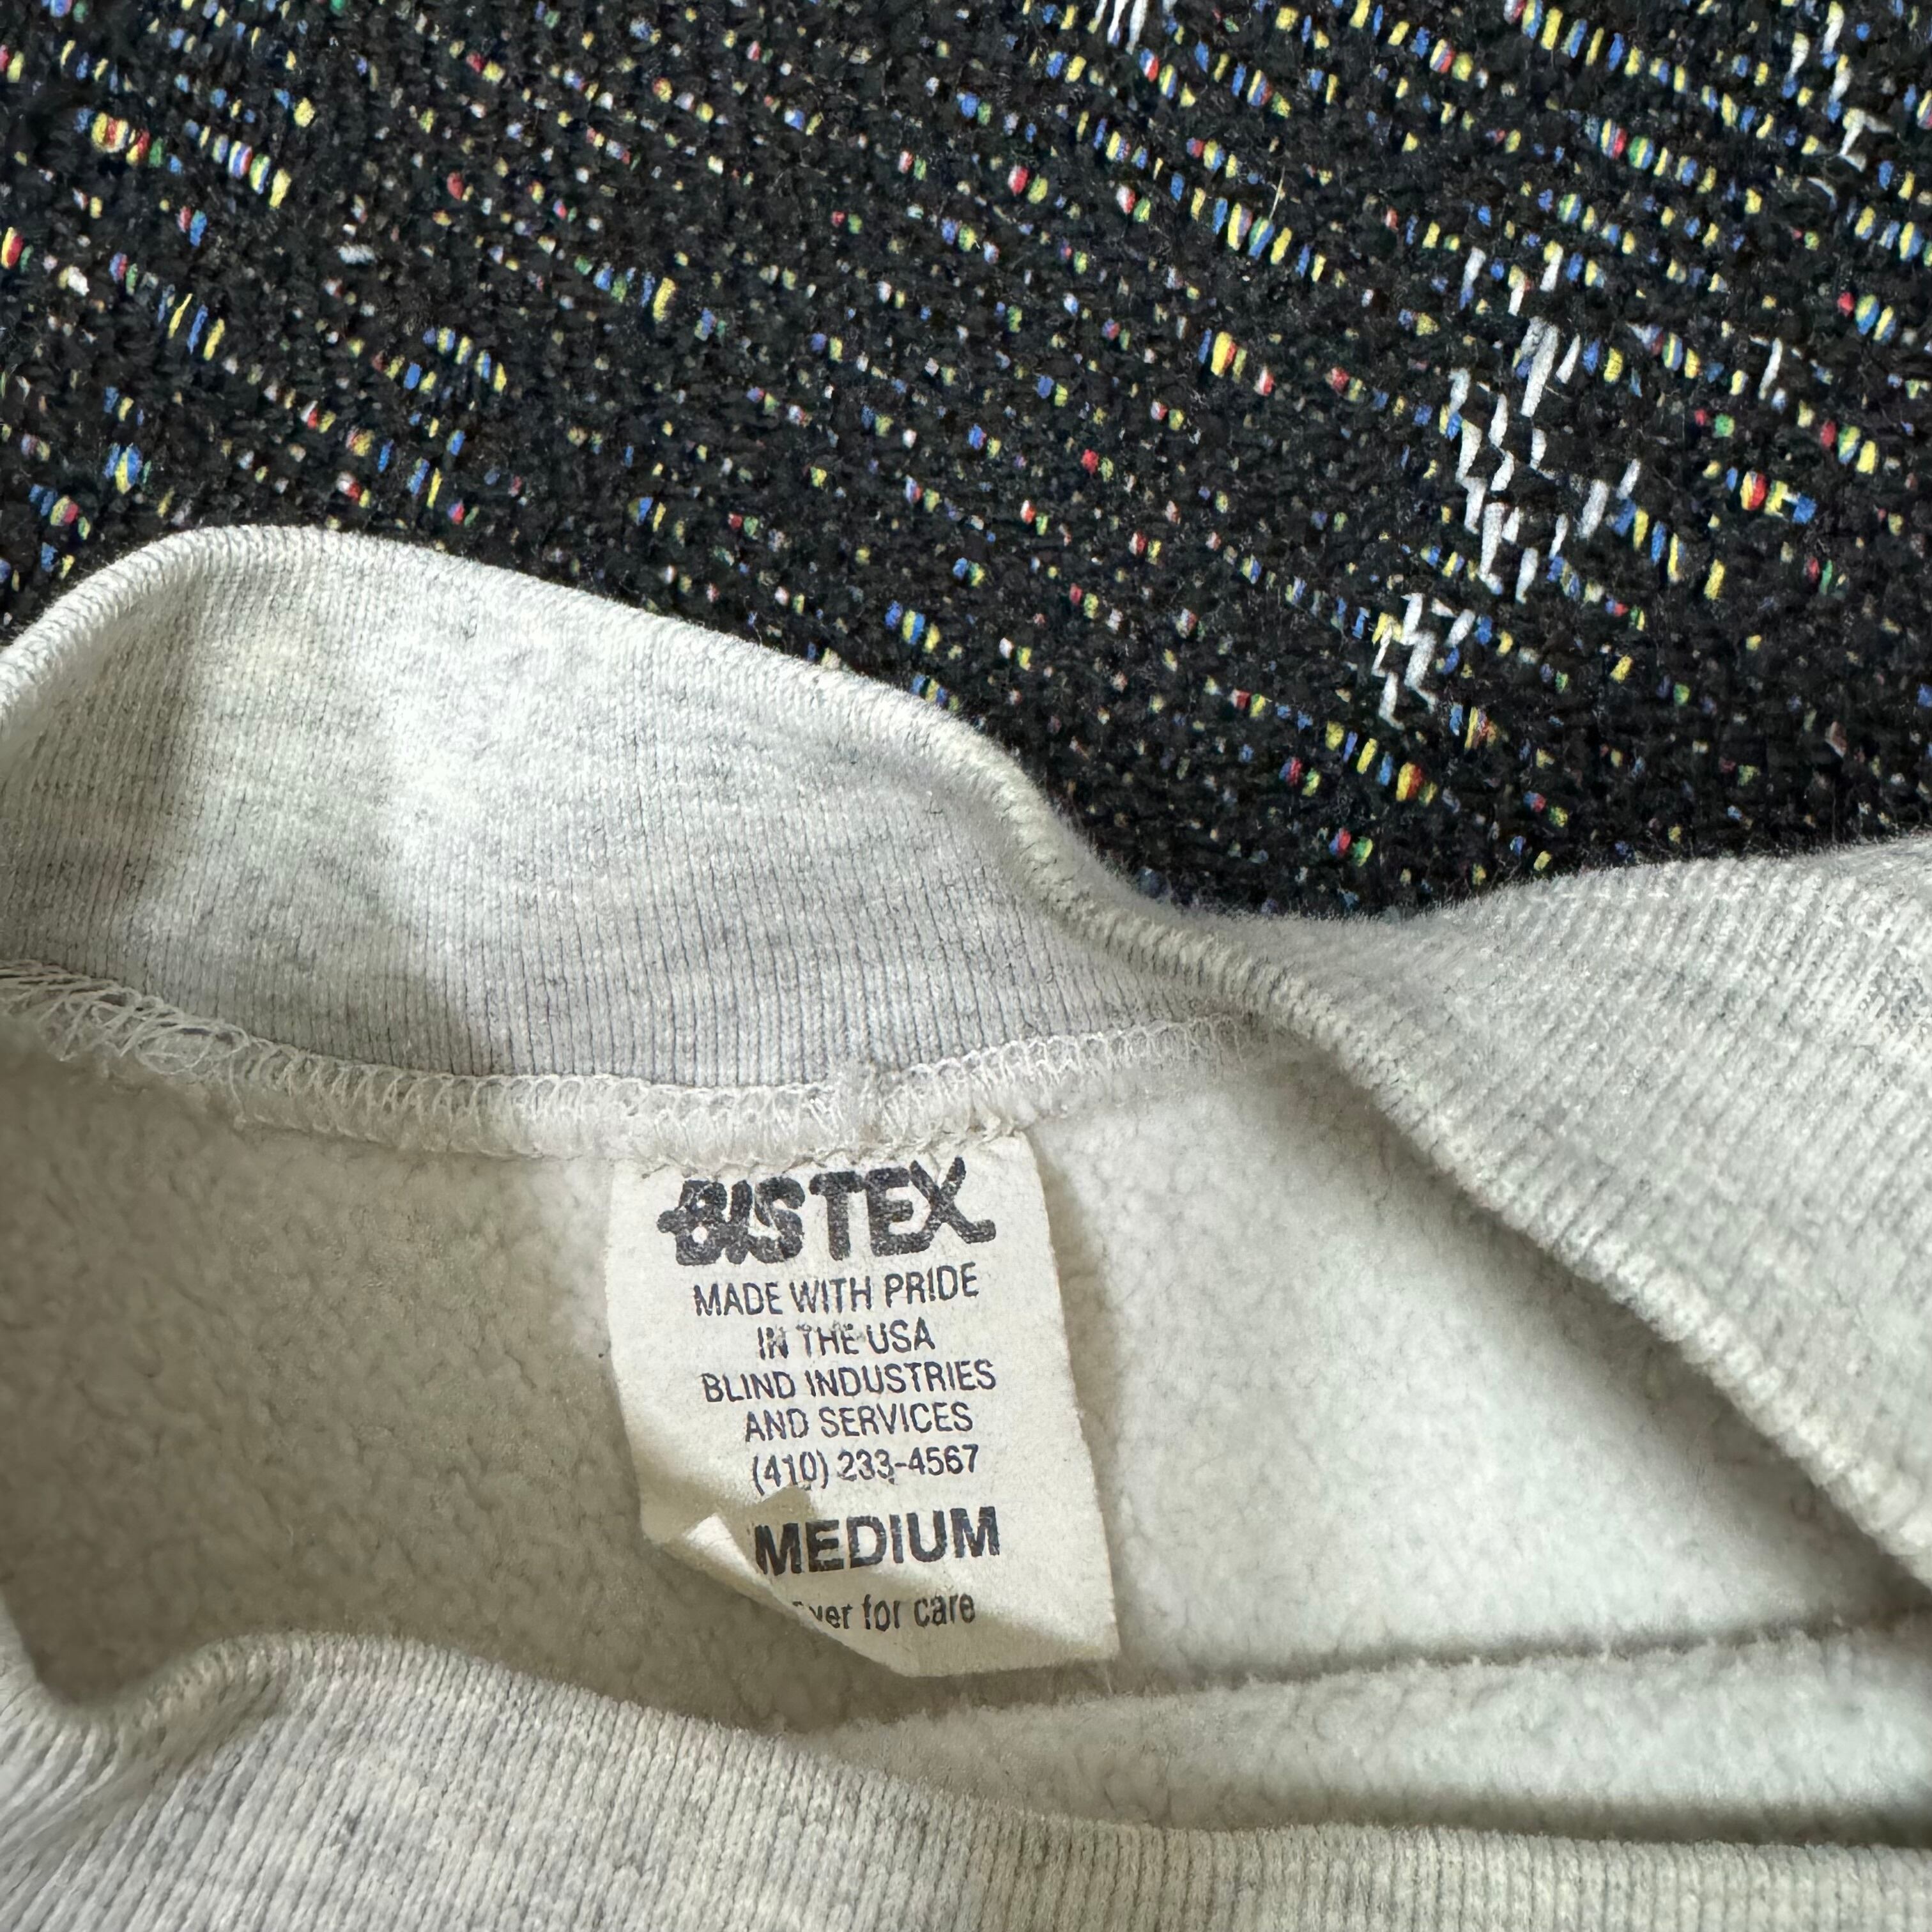 BISTEX
MADE WITH PRIDE
IN THE USA
BLIND INDUSTRIES
AND SERVICES
(410) 233-4567
MEDIUM
for care